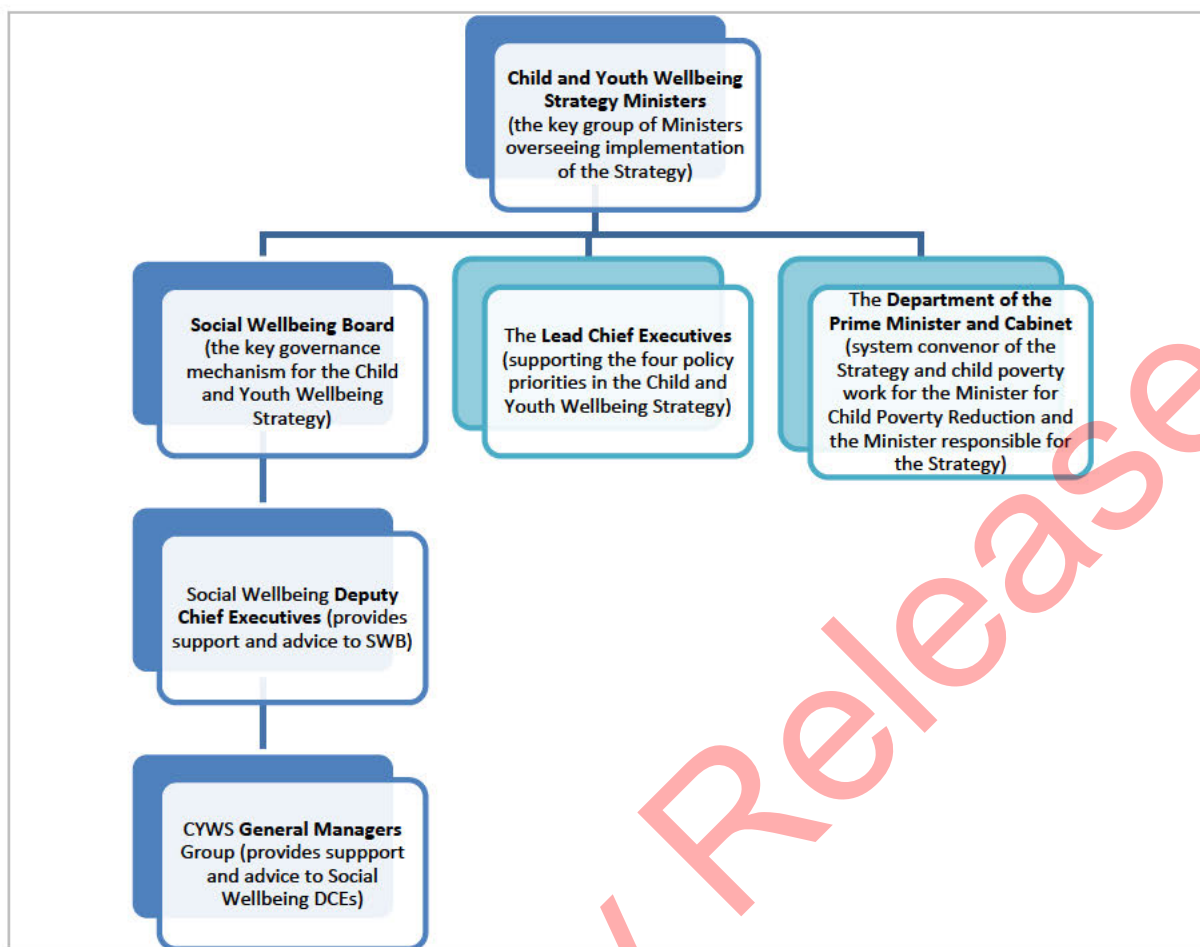 Child and Youth Wellbeing
Strategy Ministers
(the key group of Ministers
overseeing implementation
of the Strategy)
Social Wellbeing Board
(the key governance
mechanism for the Child
and Youth Wellbeing
Strategy)
The Lead Chief Executives
(supporting the four policy
priorities in the Child and
Youth Wellbeing Strategy)
The Department of the
Prime Minister and Cabinet
(system convenor of the
Strategy and child poverty
work for the Minister for
Child Poverty Reduction and
the Minister responsible for
the Strategy)
Social Wellbeing Deputy
Chief Executives (provides
support and advice to SWB)
CYWS General Managers
Group (provides suppport
and advice to Social
Wellbeing DCEs)
y Release